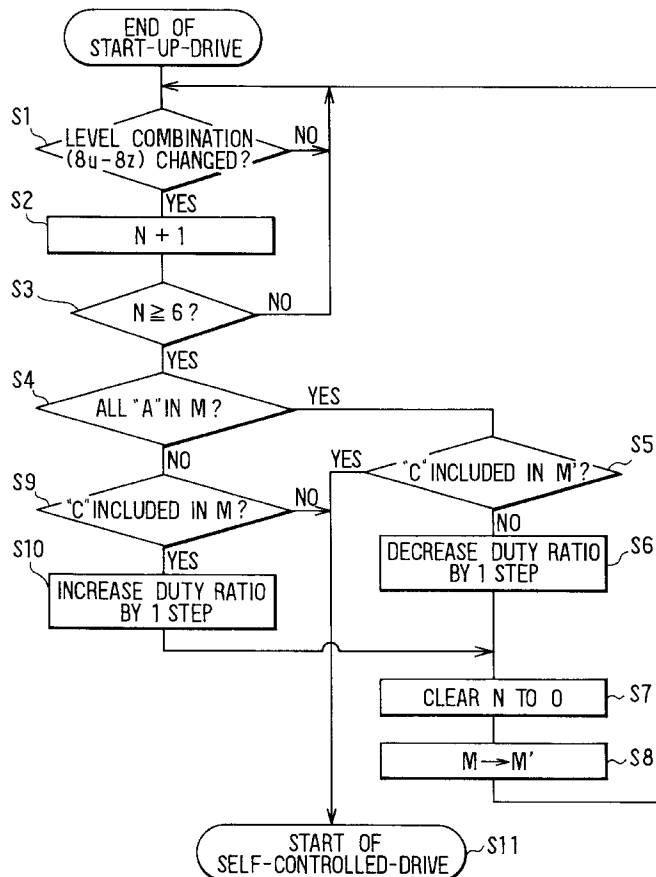 END OF
START-UP-DRIVE
S1
LEVEL COMBINATION
(8u-8z) CHANGED?
NO
YES
S2
N + 1
S3
N ≧ 6 ?
NO
YES
S4
ALL "A" IN M ?
YES
NO
S5
"C" INCLUDED IN M' ?
YES
NO
S9
"C" INCLUDED IN M ?
NO
YES
S6
DECREASE DUTY RATIO
BY 1 STEP
S10
INCREASE DUTY RATIO
BY 1 STEP
CLEAR N TO 0
S7
M → M'
S8
START OF
SELF-CONTROLLED-DRIVE
S11